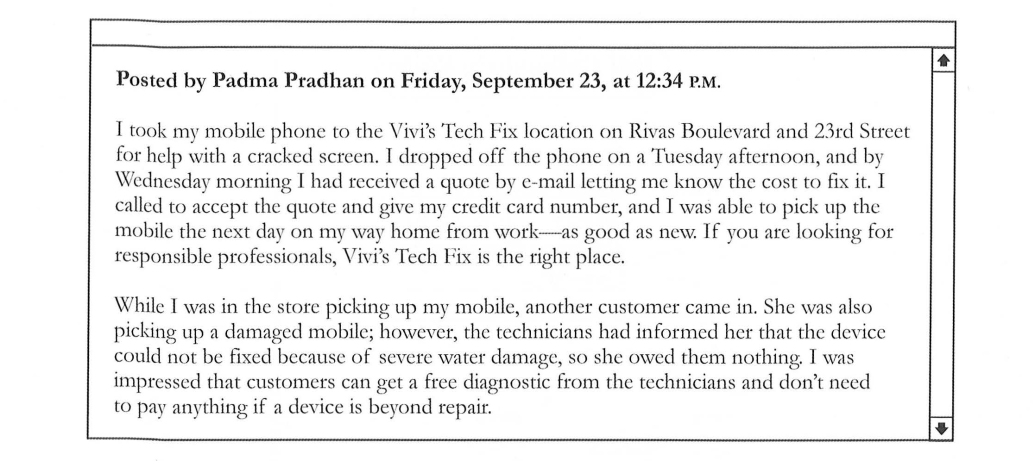 Posted by Padma Pradhan on Friday, September 23, at 12:34 P.M.
I took my mobile phone to the Vivi's Tech Fix location on Rivas Boulevard and 23rd Street
for help with a cracked screen. I dropped off the phone on a Tuesday afternoon, and by
Wednesday morning I had received a quote by e-mail letting me know the cost to fix it. I
called to accept the quote and give my credit card number, and I was able to pick up the
mobile the next day on my way home from work—as good as new. If you are looking for
responsible professionals, Vivi's Tech Fix is the right place.
While I was in the store picking up my mobile, another customer came in. She was also
picking up a damaged mobile; however, the technicians had informed her that the device
could not be fixed because of severe water damage, so she owed them nothing. I was
impressed that customers can get a free diagnostic from the technicians and don't need
to pay anything if a device is beyond repair.